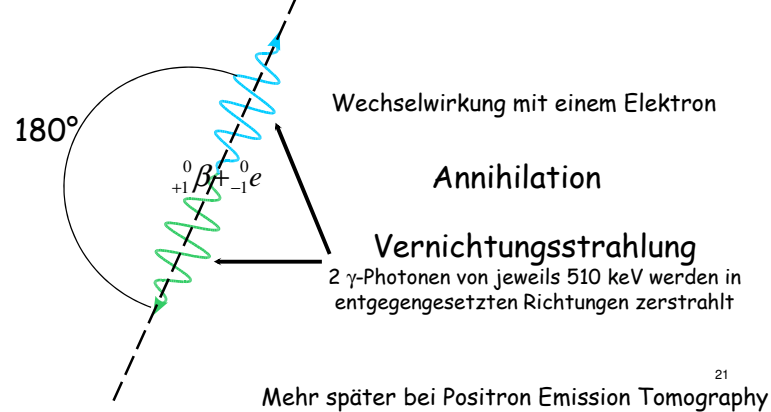 Wechselwirkung mit einem Elektron
180°
⁰₊₁β + ⁰₋₁e
Annihilation
Vernichtungsstrahlung
2 γ-Photonen von jeweils 510 keV werden in
entgegengesetzten Richtungen zerstrahlt
21
Mehr später bei Positron Emission Tomography